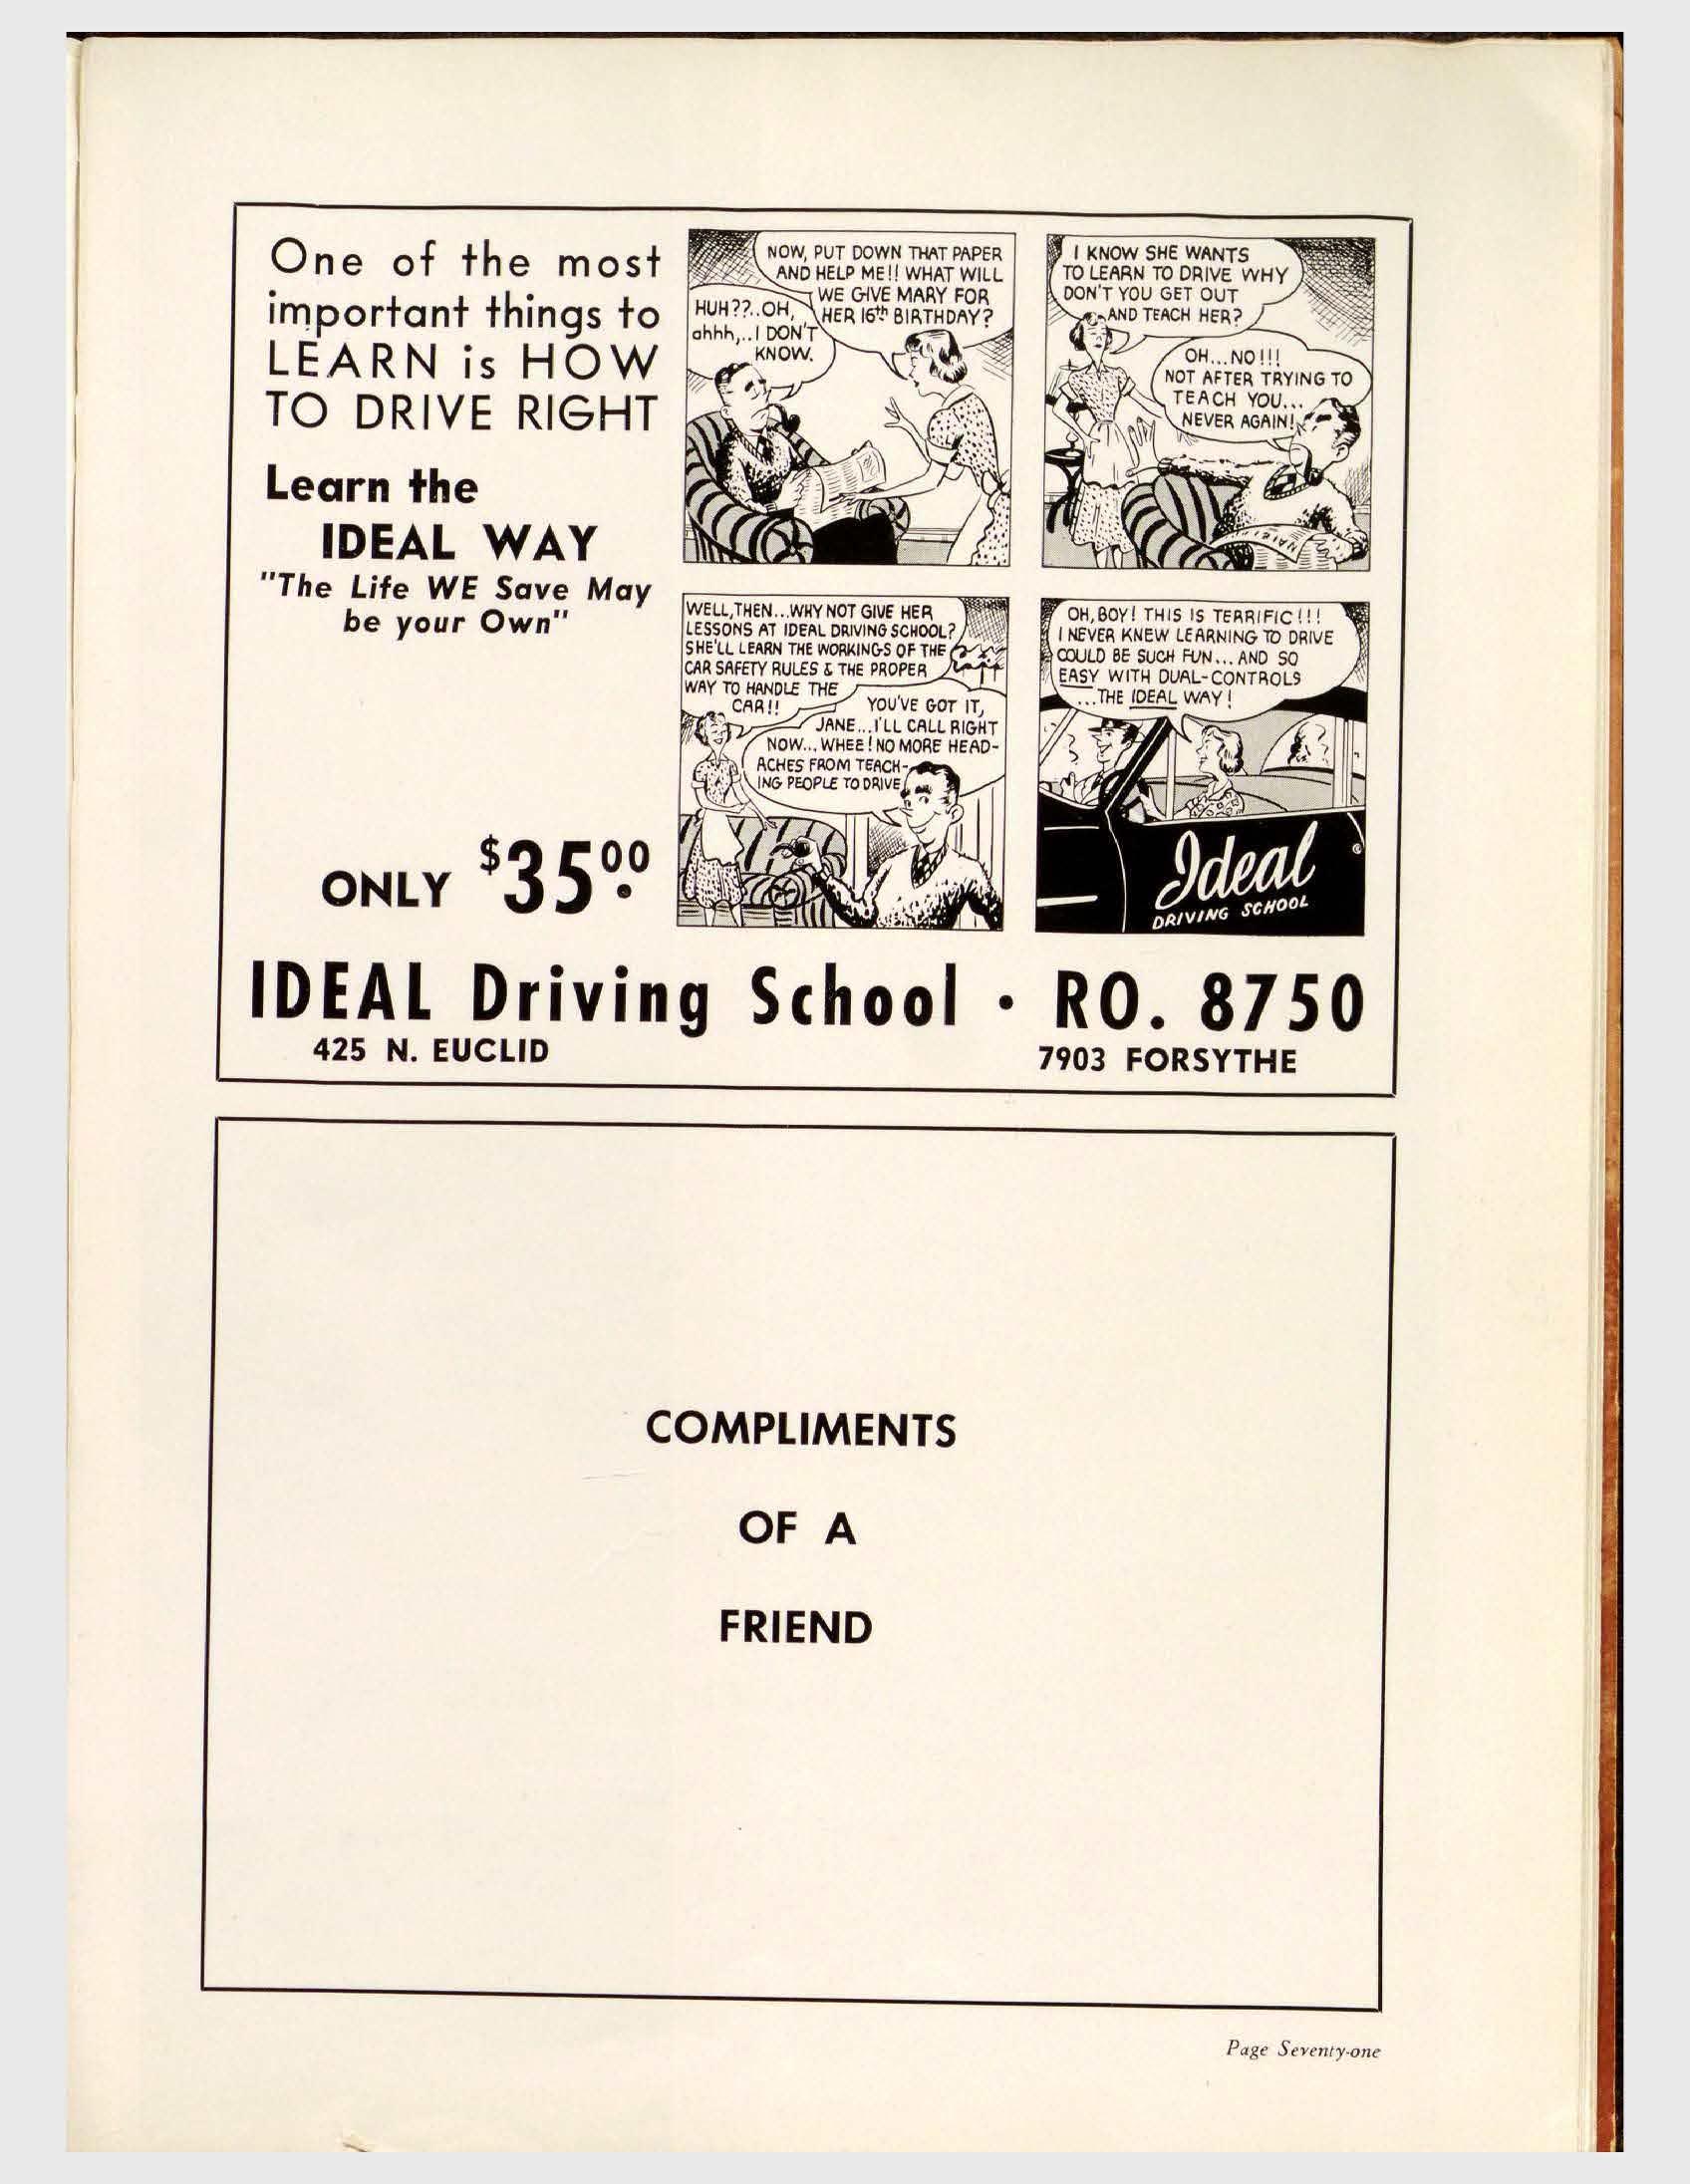 One of the most
important things to
LEARN is HOW
TO DRIVE RIGHT
Learn the
IDEAL WAY
"The Life WE Save May
be your Own"
ONLY $35.00
NOW, PUT DOWN THAT PAPER
AND HELP ME!! WHAT WILL
WE GIVE MARY FOR
HER 16th BIRTHDAY?
HUH??..OH,
ahhh,..I DON'T
KNOW.
I KNOW SHE WANTS
TO LEARN TO DRIVE WHY
DON'T YOU GET OUT
AND TEACH HER?
OH...NO!!!
NOT AFTER TRYING TO
TEACH YOU...
NEVER AGAIN!
WELL, THEN...WHY NOT GIVE HER
LESSONS AT IDEAL DRIVING SCHOOL?
SHE'LL LEARN THE WORKINGS OF THE
CAR SAFETY RULES & THE PROPER
WAY TO HANDLE THE
CAR!!
YOU'VE GOT IT,
JANE...I'LL CALL RIGHT
NOW... WHEE! NO MORE HEAD-
ACHES FROM TEACH-
ING PEOPLE TO DRIVE
OH, BOY! THIS IS TERRIFIC!!!
I NEVER KNEW LEARNING TO DRIVE
COULD BE SUCH FUN... AND SO
EASY WITH DUAL-CONTROLS
...THE IDEAL WAY!
Ideal
DRIVING SCHOOL
IDEAL Driving School • RO. 8750
425 N. EUCLID
7903 FORSYTHE
COMPLIMENTS
OF A
FRIEND
Page Seventy-one